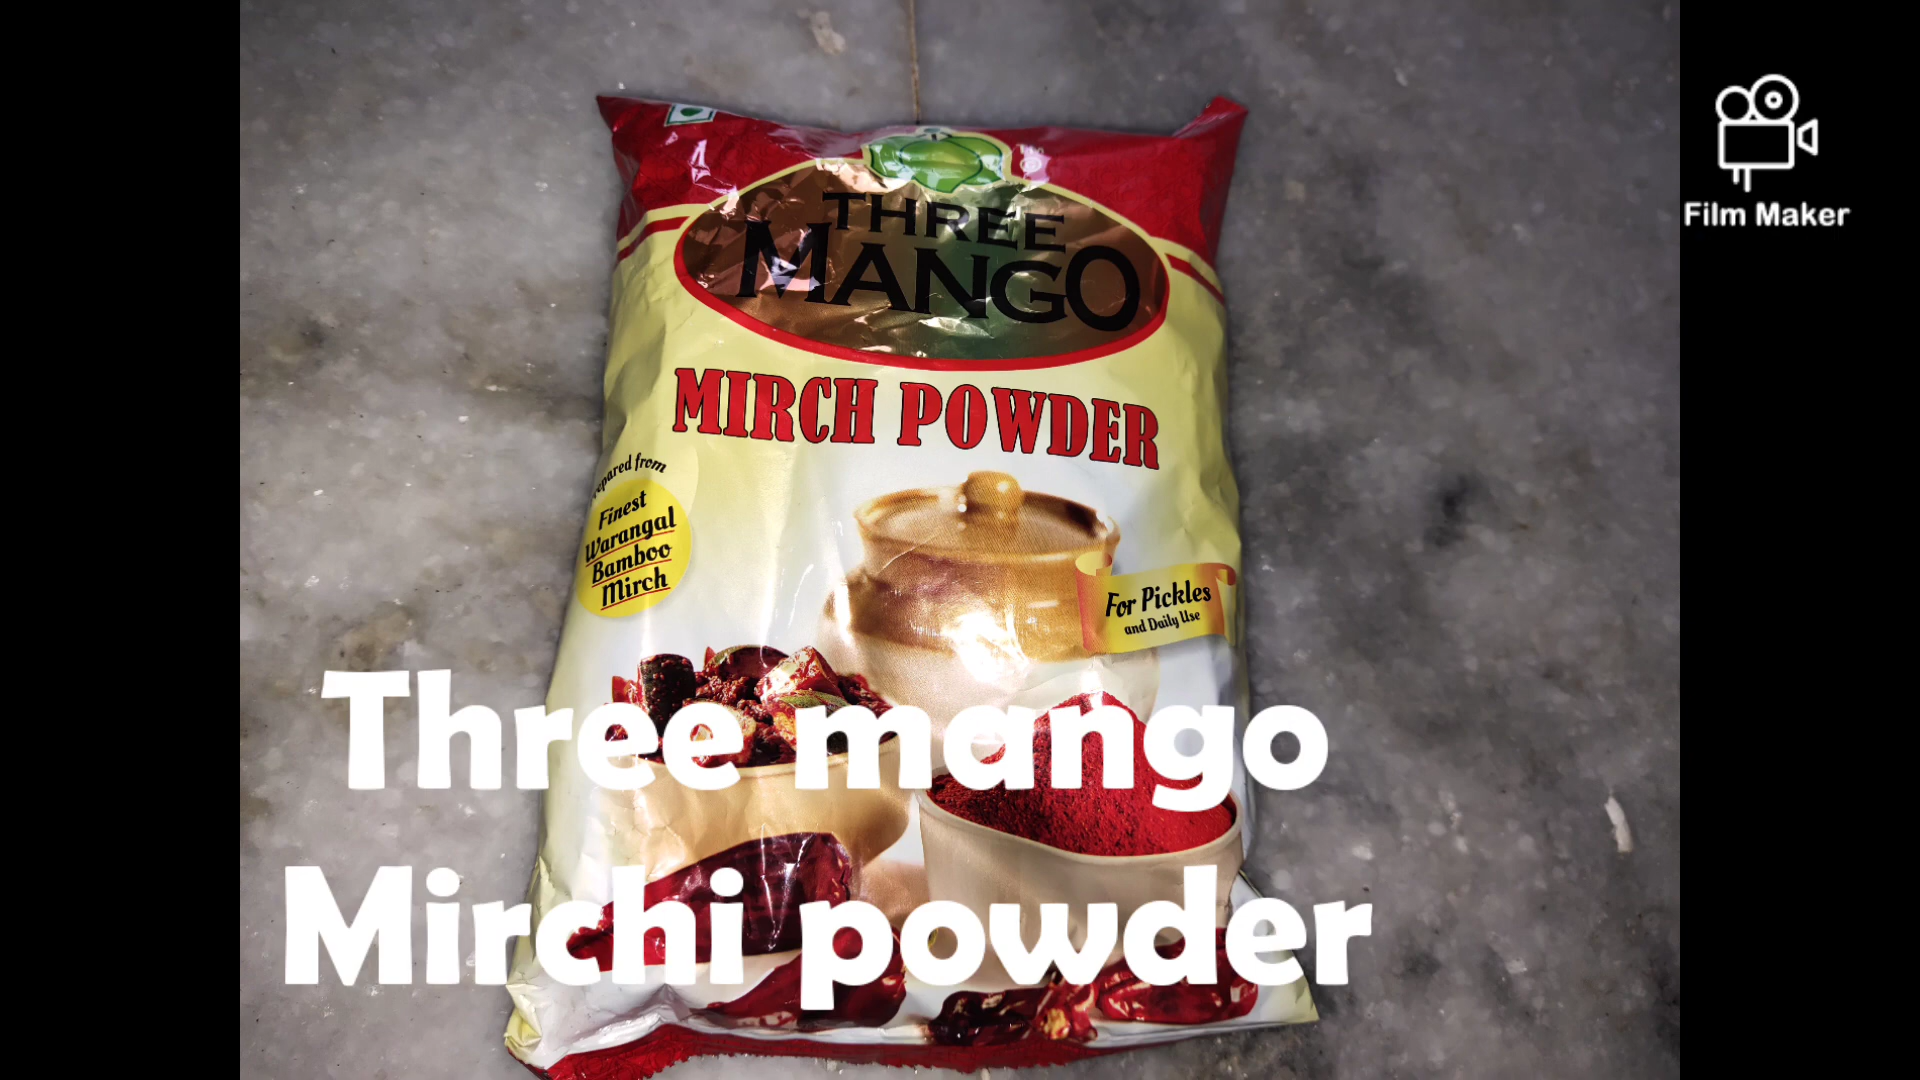 THREE
MANGO
MIRCH POWDER
from
Finest
Warangal
Bamboo
Mirch
For Pickles
and Daily Use
Three mango
Mirchi powder
Film Maker